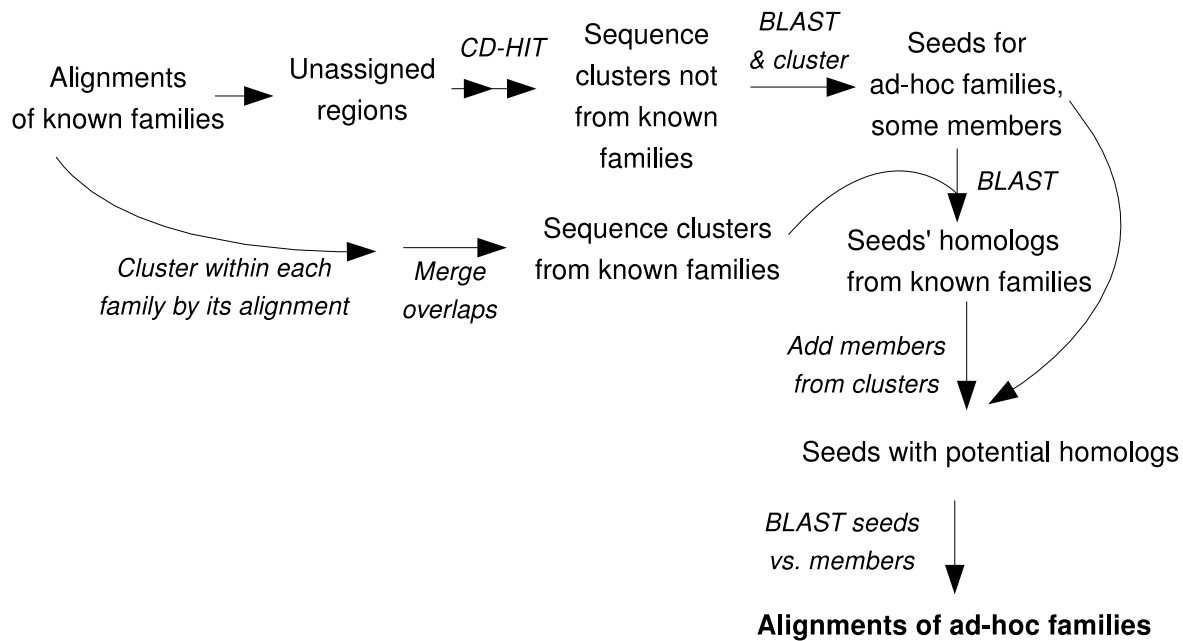 Alignments
of known families
Unassigned
regions
CD-HIT
Sequence
clusters not
from known
families
BLAST
& cluster
Seeds for
ad-hoc families,
some members
BLAST
Cluster within each
family by its alignment
Merge
overlaps
Sequence clusters
from known families
Seeds' homologs
from known families
Add members
from clusters
Seeds with potential homologs
BLAST seeds
vs. members
Alignments of ad-hoc families